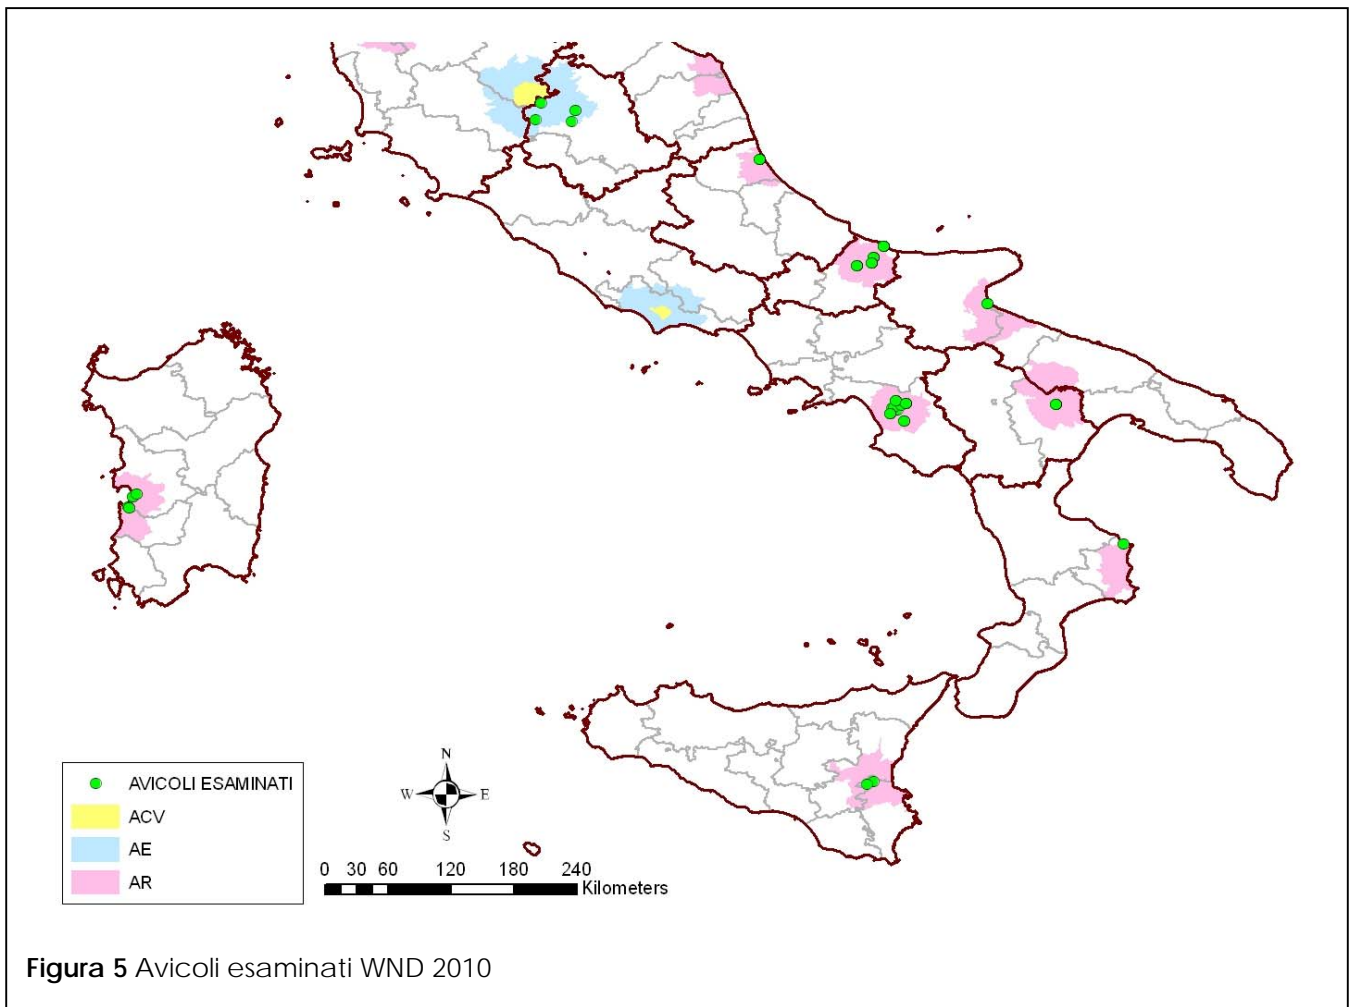 N
W E
S
AVICOLI ESAMINATI
ACV
AE
AR
0 30 60 120 180 240
Kilometers
Figura 5 Avicoli esaminati WND 2010